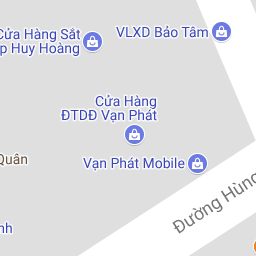 VLXD Bảo Tâm
Cửa Hàng Sắt
p Huy Hoàng
Cửa Hàng
ĐTDĐ Vạn Phát
Vạn Phát Mobile
Quân
Đường Hùng
nh